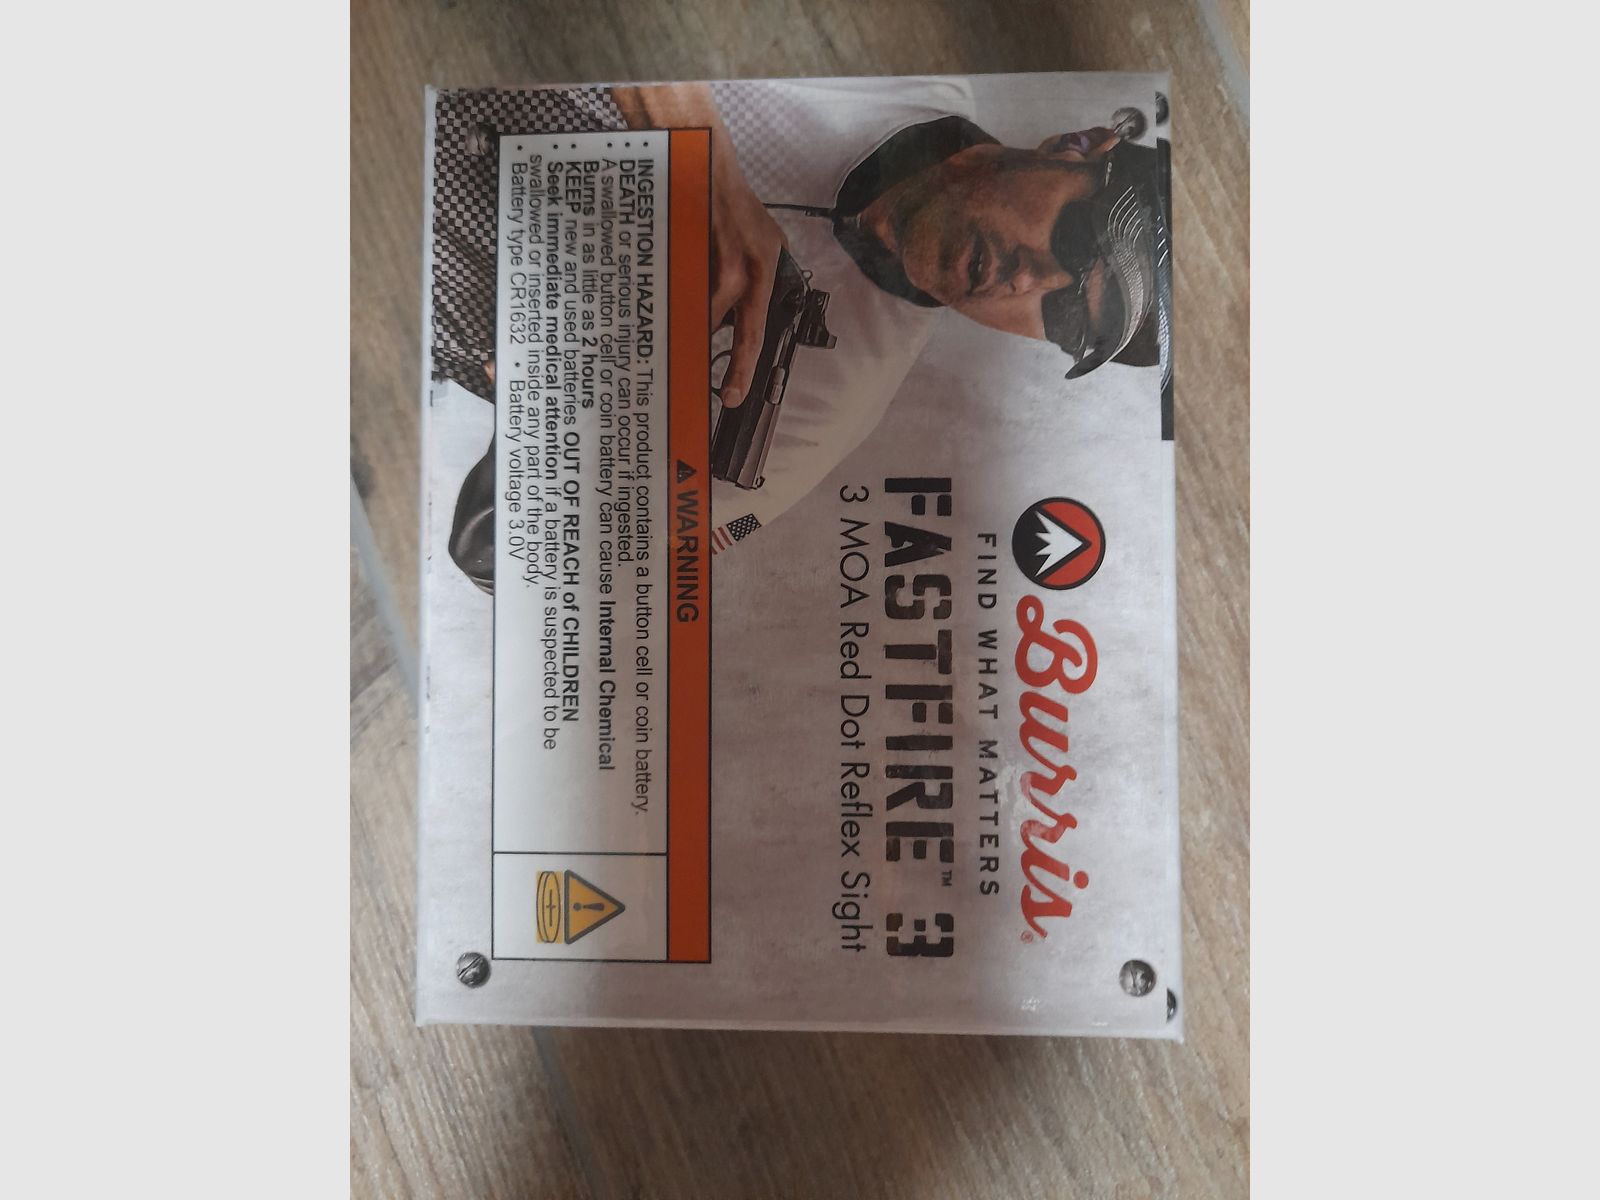 Burris®
FIND WHAT MATTERS
FASTFIRE™ 3
3 MOA Red Dot Reflex Sight
WARNING
• INGESTION HAZARD: This product contains a button cell or coin battery.
• DEATH or serious injury can occur if ingested.
• A swallowed button cell or coin battery can cause Internal Chemical
Burns in as little as 2 hours
• KEEP new and used batteries OUT OF REACH of CHILDREN
• Seek immediate medical attention if a battery is suspected to be
swallowed or inserted inside any part of the body.
• Battery type CR1632 • Battery voltage 3.0V